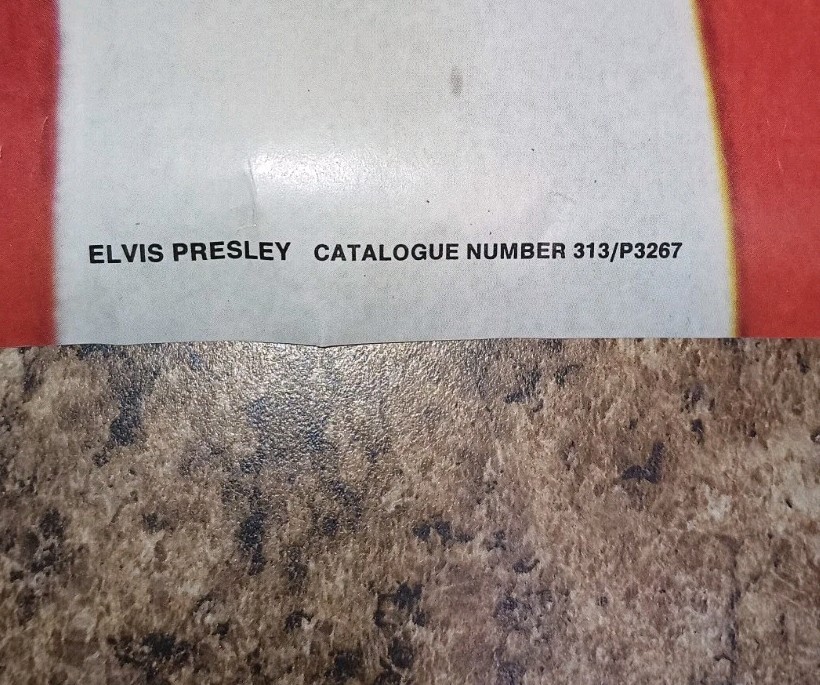 ELVIS PRESLEY CATALOGUE NUMBER 313/P3267